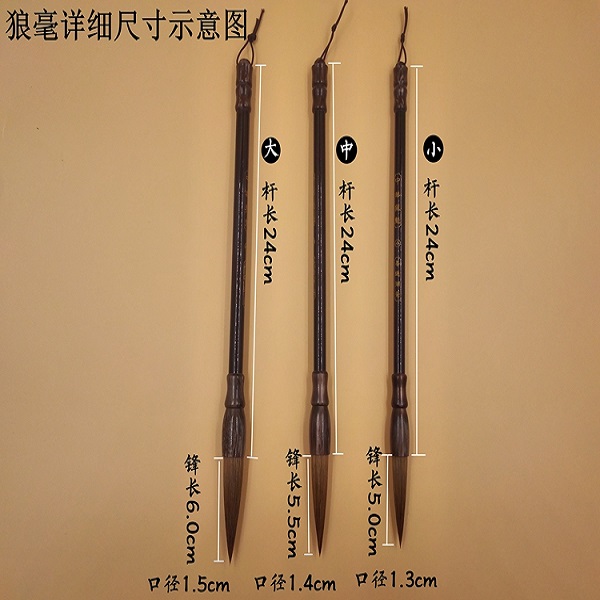 狼毫详细尺寸示意图
大
杆长24cm
锋长6.0cm
口径1.5cm
中
杆长24cm
锋长5.5cm
口径1.4cm
小
杆长24cm
锋长5.0cm
口径1.3cm